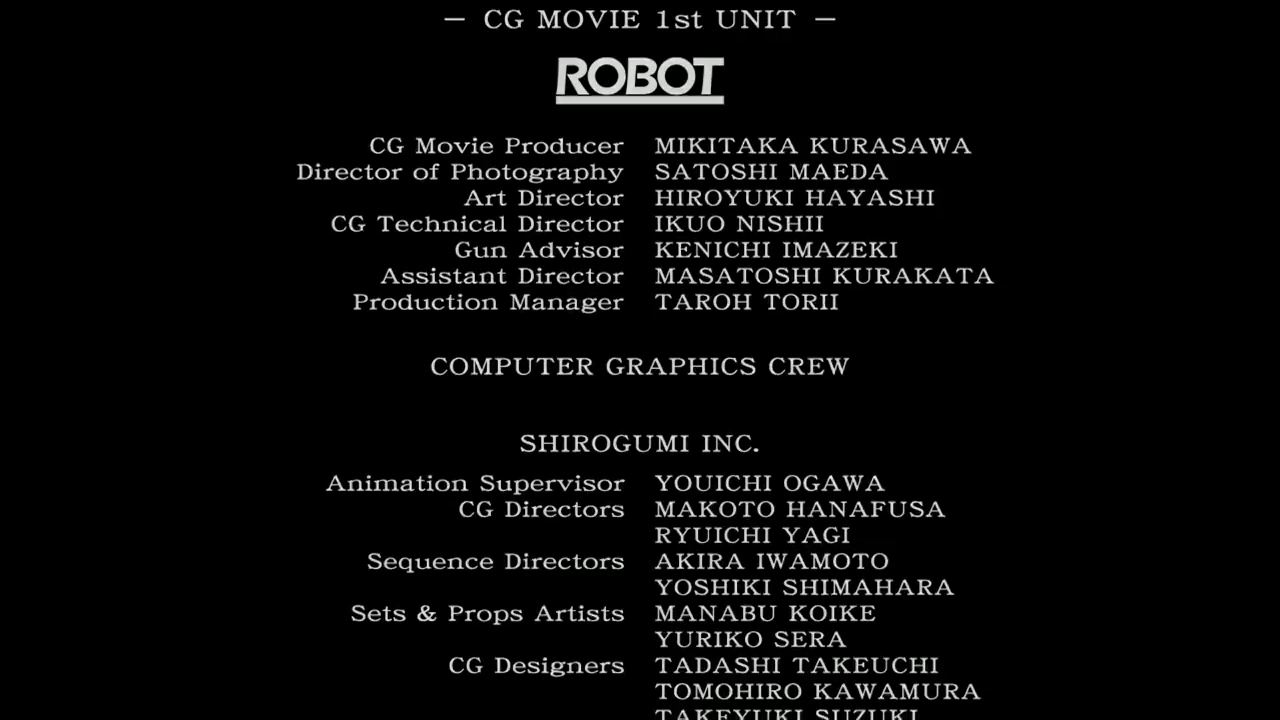 — CG MOVIE 1st UNIT —
ROBOT
CG Movie Producer MIKITAKA KURASAWA
Director of Photography SATOSHI MAEDA
Art Director HIROYUKI HAYASHI
CG Technical Director IKUO NISHII
Gun Advisor KENICHI IMAZEKI
Assistant Director MASATOSHI KURAKATA
Production Manager TAROH TORII
COMPUTER GRAPHICS CREW
SHIROGUMI INC.
Animation Supervisor YOUICHI OGAWA
CG Directors MAKOTO HANAFUSA
RYUICHI YAGI
Sequence Directors AKIRA IWAMOTO
YOSHIKI SHIMAHARA
Sets & Props Artists MANABU KOIKE
YURIKO SERA
CG Designers TADASHI TAKEUCHI
TOMOHIRO KAWAMURA
TAKEYUKI SUZUKI